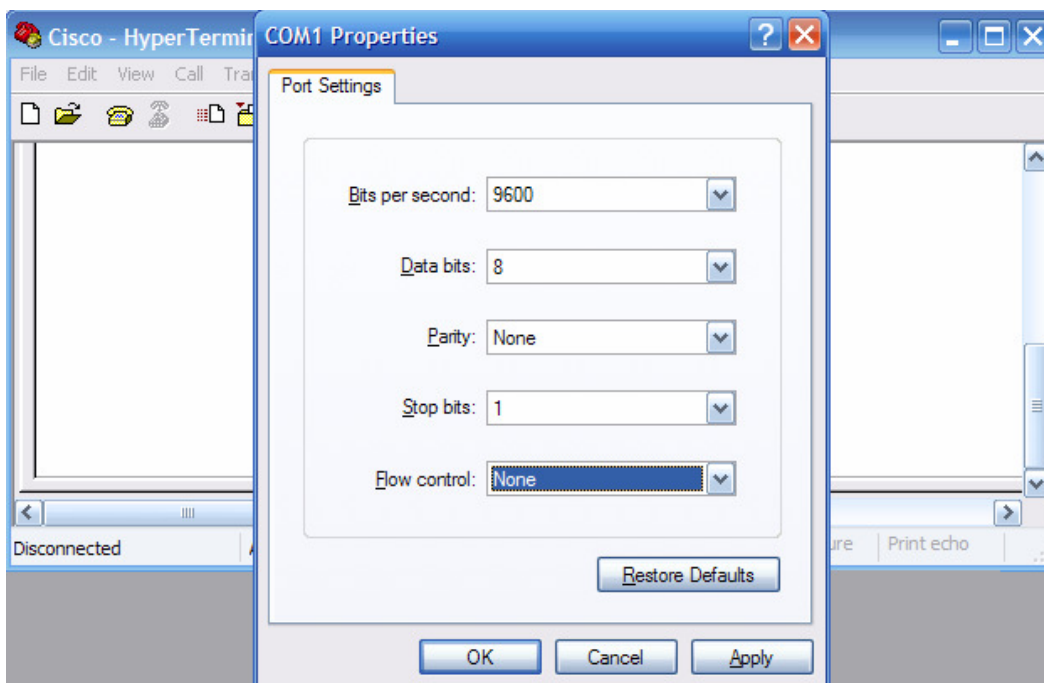 Cisco - HyperTermin
COM1 Properties
File Edit View Call Tra
Port Settings
Bits per second: 9600
Data bits: 8
Parity: None
Stop bits: 1
Flow control: None
Disconnected
ure
Print echo
Restore Defaults
OK
Cancel
Apply